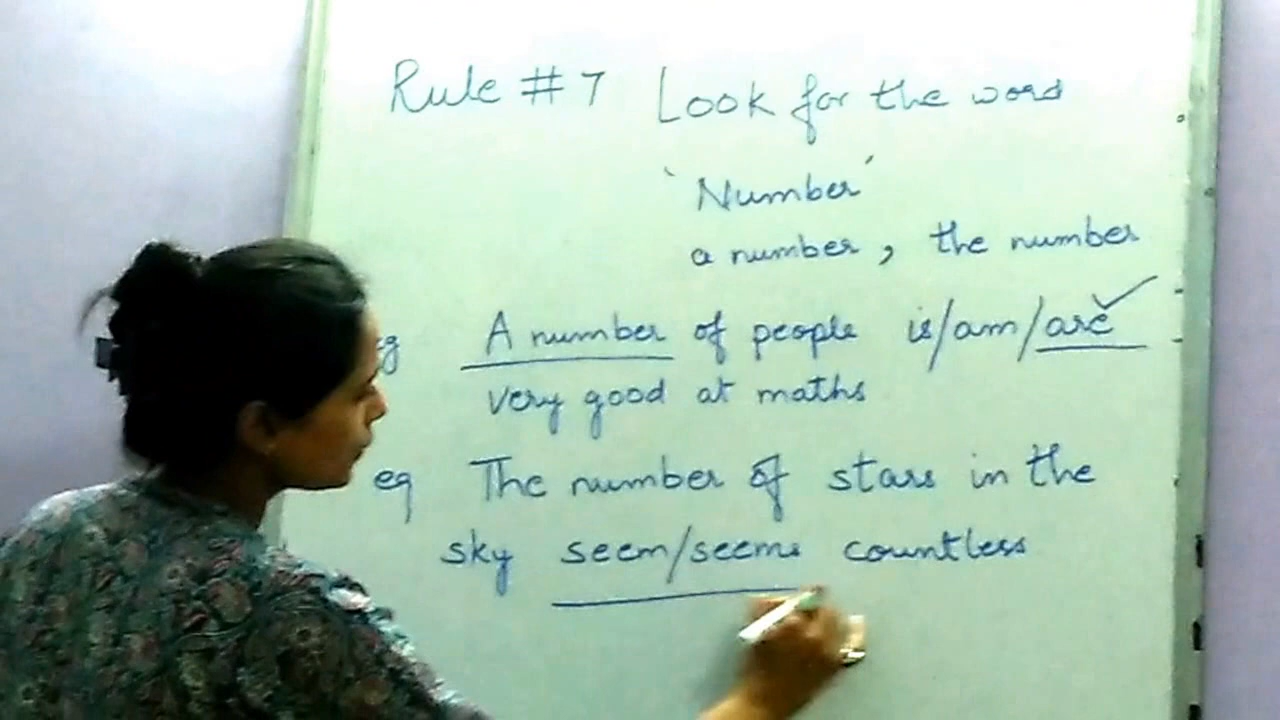 Rule # 7 Look for the word
'Number'
a number, the number
eg A number of people is/am/are ✓
very good at maths
eg The number of stars in the
sky seem/seems countless